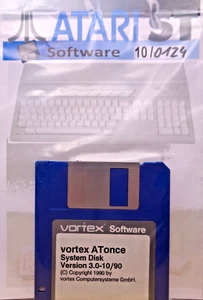 ATARI ST
Software 10/0124
vortex Software
vortex ATonce
System Disk
Version 3.0-10/90
(C) Copyright 1990 by
vortex Computersysteme GmbH.